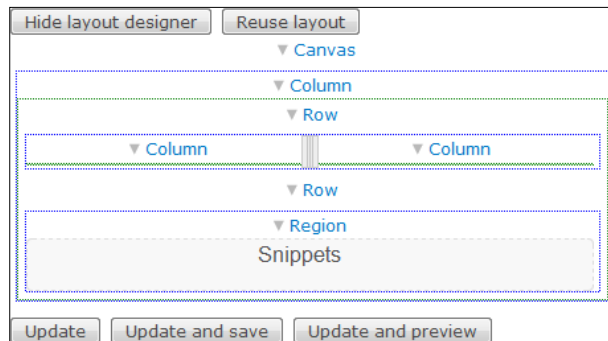 Hide layout designer Reuse layout
Canvas
Column
Row
Column Column
Row
Region
Snippets
Update Update and save Update and preview